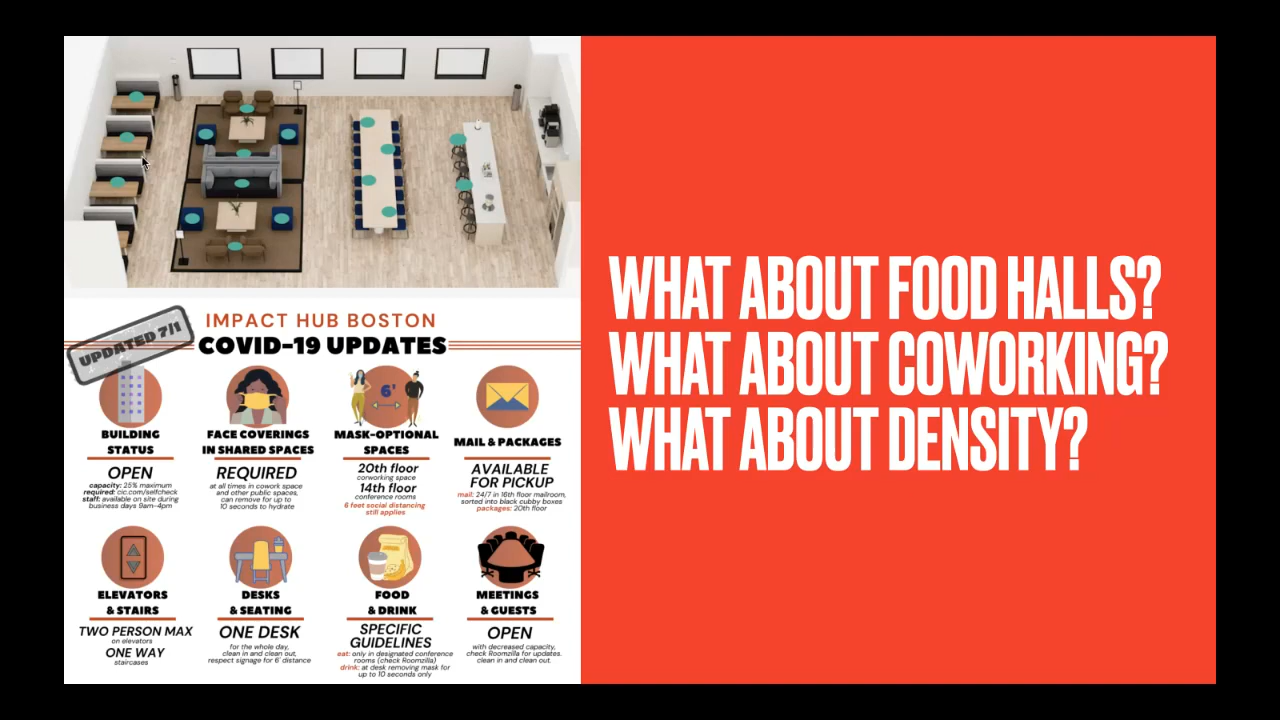 WHAT ABOUT FOOD HALLS?
WHAT ABOUT COWORKING?
WHAT ABOUT DENSITY?
UPDATED 7/1
IMPACT HUB BOSTON
COVID-19 UPDATES
BUILDING
STATUS
OPEN
capacity: 25% maximum
required: cic.com/selfcheck
staff: available on site during
business days 9am-4pm
FACE COVERINGS
IN SHARED SPACES
REQUIRED
at all times in cowork space
and other public spaces,
can remove for up to
10 seconds to hydrate
6'
MASK-OPTIONAL
SPACES
20th floor
coworking space
14th floor
conference rooms
6 feet social distancing
still applies
MAIL & PACKAGES
AVAILABLE
FOR PICKUP
mail: 24/7 in 16th floor mailroom,
sorted into black cubby boxes
packages: 20th floor
ELEVATORS
& STAIRS
TWO PERSON MAX
on elevators
ONE WAY
staircases
DESKS
& SEATING
ONE DESK
for the whole day,
clean in and clean out,
respect signage for 6' distance
FOOD
& DRINK
SPECIFIC
GUIDELINES
eat: only in designated conference
rooms (check Roomzilla)
drink: at desk removing mask for
up to 10 seconds only
MEETINGS
& GUESTS
OPEN
with decreased capacity,
check Roomzilla for updates.
clean in and clean out.